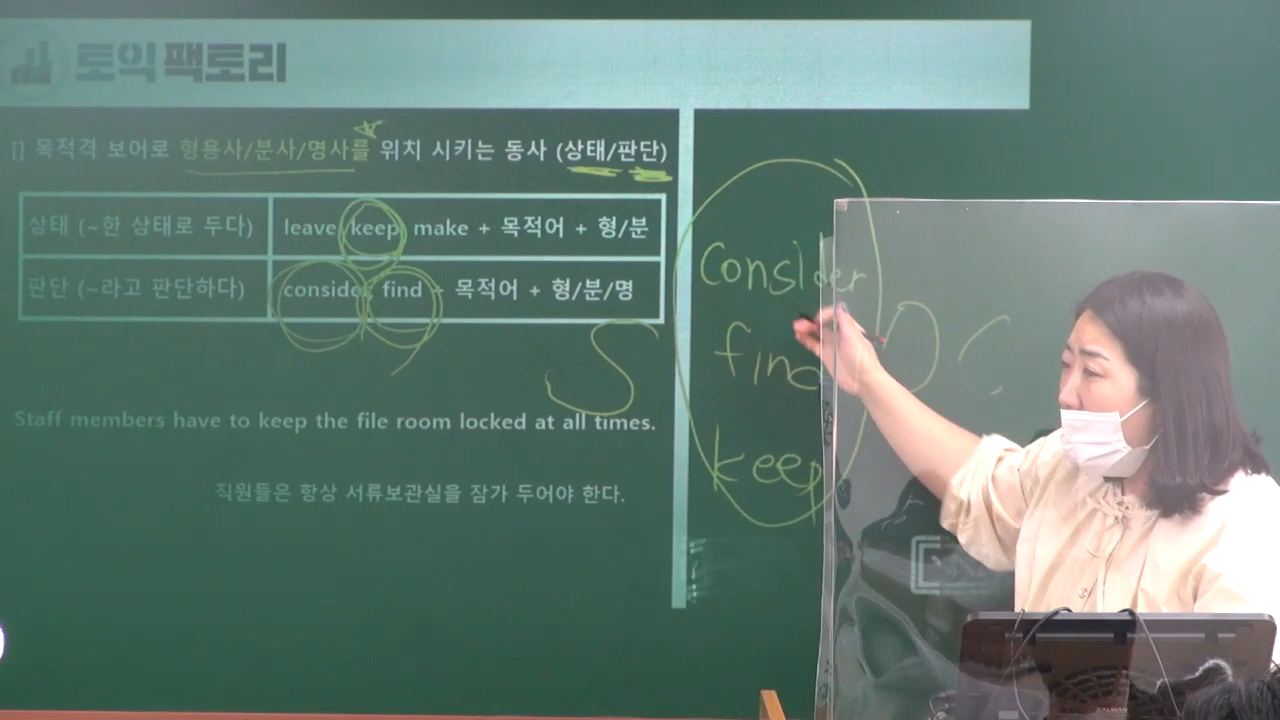 토익팩토리
[] 목적격 보어로 형용사/분사/명사를 위치 시키는 동사 (상태/판단)
상태 (~한 상태로 두다) leave, keep, make + 목적어 + 형/분
판단 (~라고 판단하다) consider, find + 목적어 + 형/분/명
Staff members have to keep the file room locked at all times.
직원들은 항상 서류보관실을 잠가 두어야 한다.
S
consider
find
keep
O C
ZALMAN